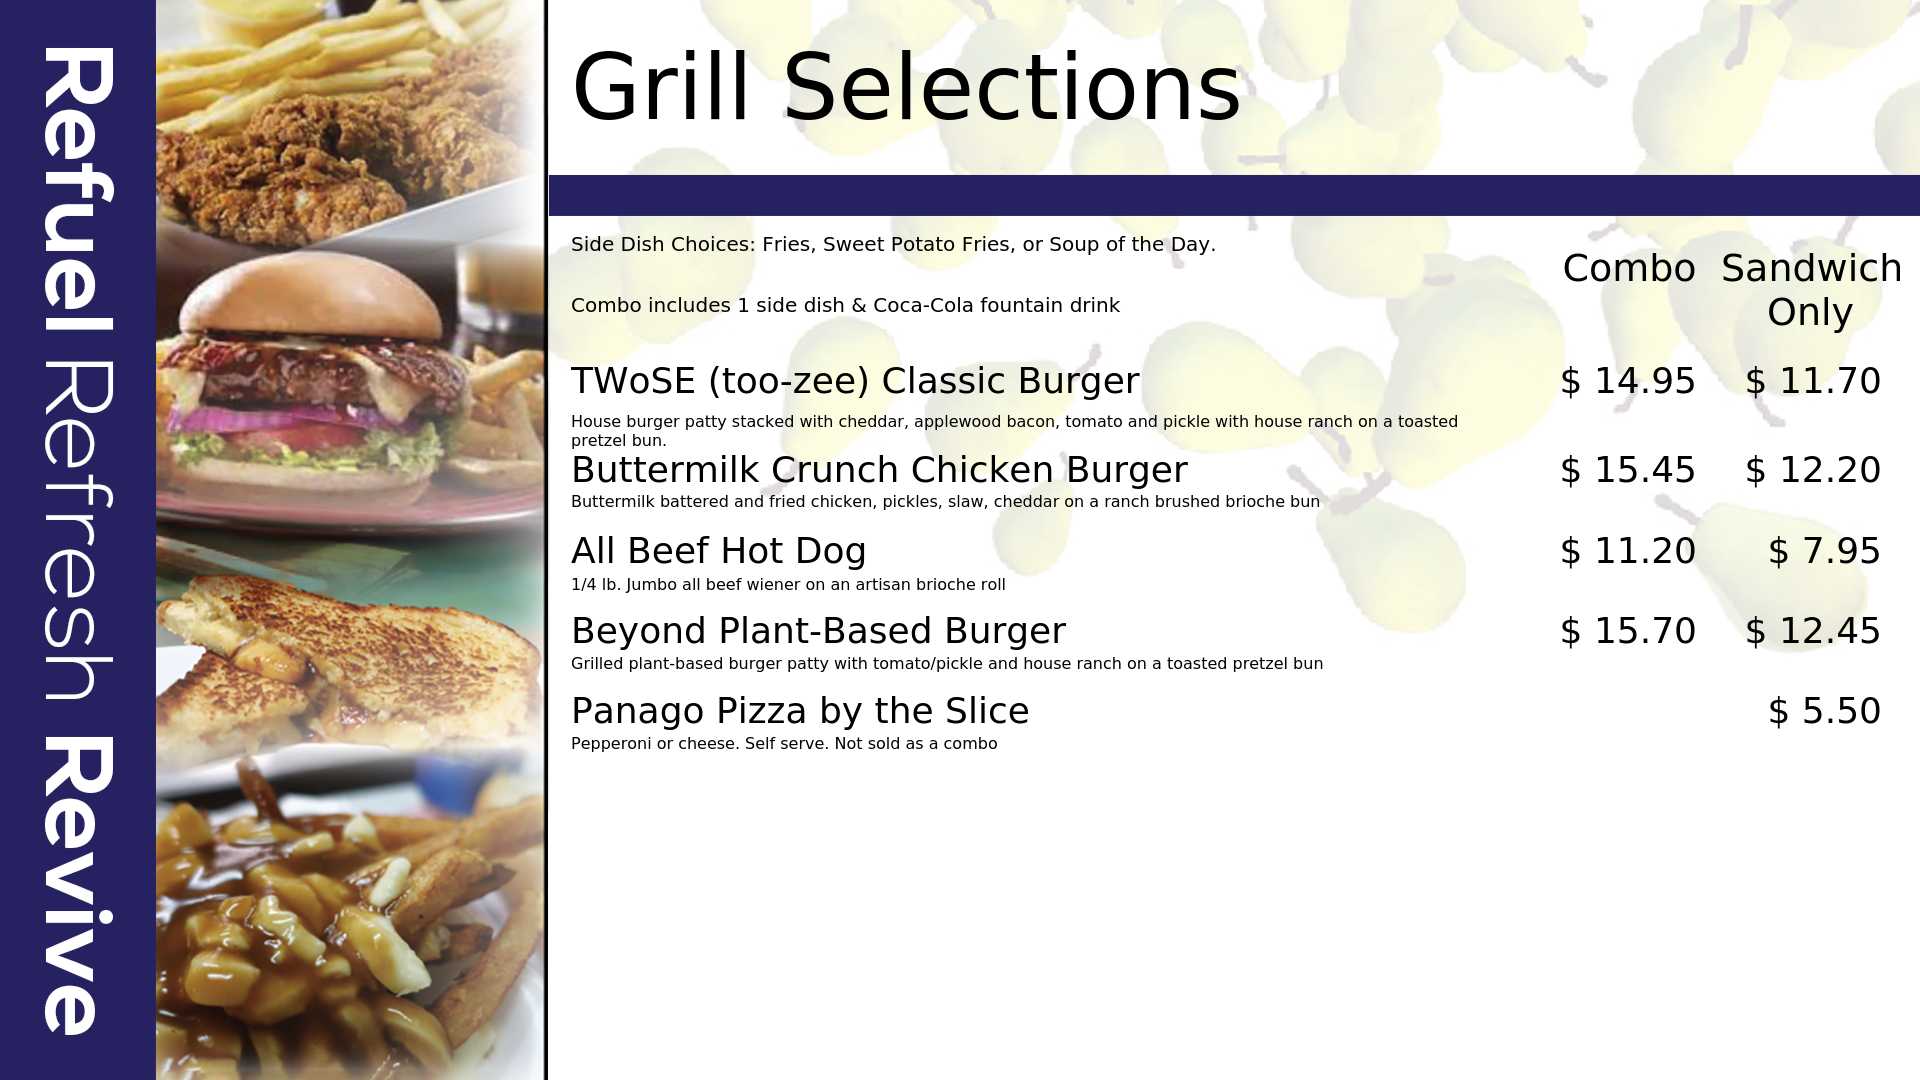 Refuel Refresh Revive
Grill Selections
Side Dish Choices: Fries, Sweet Potato Fries, or Soup of the Day.
Combo includes 1 side dish & Coca-Cola fountain drink
Combo Sandwich
Only
TWoSE (too-zee) Classic Burger $ 14.95 $ 11.70
House burger patty stacked with cheddar, applewood bacon, tomato and pickle with house ranch on a toasted
pretzel bun.
Buttermilk Crunch Chicken Burger $ 15.45 $ 12.20
Buttermilk battered and fried chicken, pickles, slaw, cheddar on a ranch brushed brioche bun
All Beef Hot Dog $ 11.20 $ 7.95
1/4 lb. Jumbo all beef wiener on an artisan brioche roll
Beyond Plant-Based Burger $ 15.70 $ 12.45
Grilled plant-based burger patty with tomato/pickle and house ranch on a toasted pretzel bun
Panago Pizza by the Slice $ 5.50
Pepperoni or cheese. Self serve. Not sold as a combo